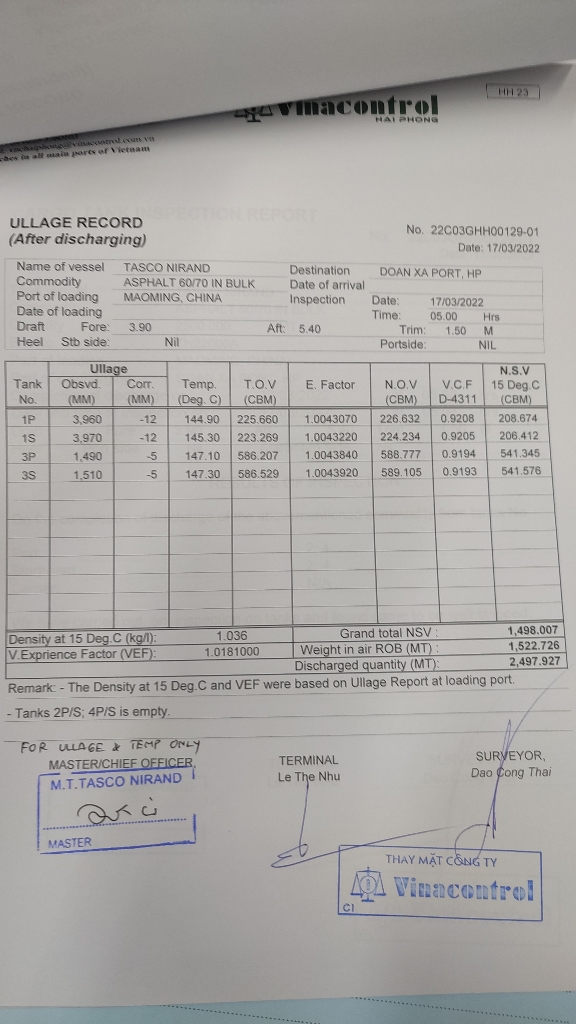 HH 23
vinacontrol
HAI PHONG
ches in all main ports of Vietnam
ULLAGE RECORD
(After discharging)
No. 22C03GHH00129-01
Date: 17/03/2022
Name of vessel TASCO NIRAND Destination DOAN XA PORT, HP
Commodity ASPHALT 60/70 IN BULK Date of arrival
Port of loading MAOMING, CHINA Inspection Date: 17/03/2022
Date of loading Time: 05.00 Hrs
Draft Fore: 3.90 Aft: 5.40 Trim: 1.50 M
Heel Stb side: Nil Portside: NIL
Ullage N.S.V
Tank Obsvd. Corr. Temp. T.O.V E. Factor N.O.V V.C.F 15 Deg.C
No. (MM) (MM) (Deg. C) (CBM) (CBM) D-4311 (CBM)
1P 3,960 -12 144.90 225.660 1.0043070 226.632 0.9208 208.674
1S 3,970 -12 145.30 223.269 1.0043220 224.234 0.9205 206.412
3P 1,490 -5 147.10 586.207 1.0043840 588.777 0.9194 541.345
3S 1,510 -5 147.30 586.529 1.0043920 589.105 0.9193 541.576
Density at 15 Deg.C (kg/l): 1.036 Grand total NSV : 1,498.007
V.Exprience Factor (VEF): 1.0181000 Weight in air ROB (MT) : 1,522.726
Discharged quantity (MT): 2,497.927
Remark: - The Density at 15 Deg.C and VEF were based on Ullage Report at loading port.
- Tanks 2P/S; 4P/S is empty.
FOR ULLAGE & TEMP ONLY
MASTER/CHIEF OFFICER, TERMINAL SURVEYOR,
Le The Nhu Dao Cong Thai
M.T.TASCO NIRAND
MASTER
THAY MẶT CÔNG TY
Vinacontrol
CI